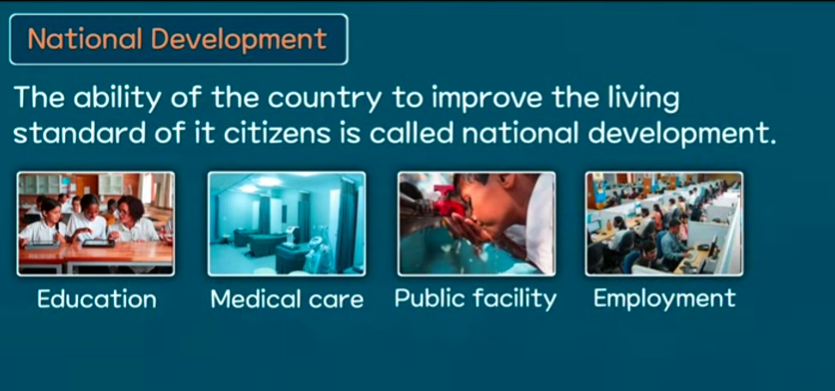 National Development
The ability of the country to improve the living
standard of it citizens is called national development.
Education
Medical care
Public facility
Employment